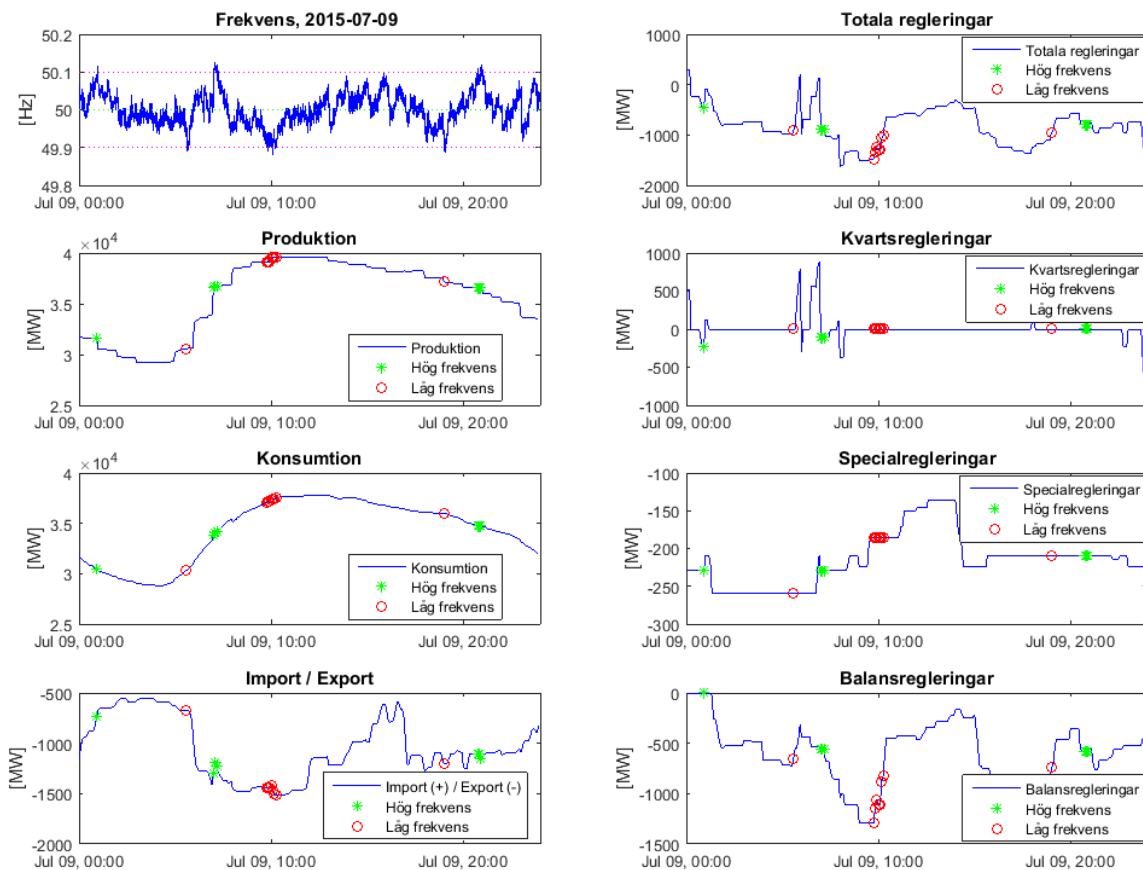 Frekvens, 2015-07-09
50.2
50.1
50
49.9
49.8
[Hz]
Jul 09, 00:00 Jul 09, 10:00 Jul 09, 20:00
Totala regleringar
1000
0
-1000
-2000
[MW]
Totala regleringar
Hög frekvens
Låg frekvens
Jul 09, 00:00 Jul 09, 10:00 Jul 09, 20:00
Produktion
× 10^4
4
3.5
3
2.5
[MW]
Produktion
Hög frekvens
Låg frekvens
Jul 09, 00:00 Jul 09, 10:00 Jul 09, 20:00
Kvartsregleringar
1000
500
0
-500
-1000
[MW]
Kvartsregleringar
Hög frekvens
Låg frekvens
Jul 09, 00:00 Jul 09, 10:00 Jul 09, 20:00
Konsumtion
× 10^4
4
3.5
3
2.5
[MW]
Konsumtion
Hög frekvens
Låg frekvens
Jul 09, 00:00 Jul 09, 10:00 Jul 09, 20:00
Specialregleringar
-100
-150
-200
-250
-300
[MW]
Specialregleringar
Hög frekvens
Låg frekvens
Jul 09, 00:00 Jul 09, 10:00 Jul 09, 20:00
Import / Export
-500
-1000
-1500
-2000
[MW]
Import (+) / Export (-)
Hög frekvens
Låg frekvens
Jul 09, 00:00 Jul 09, 10:00 Jul 09, 20:00
Balansregleringar
0
-500
-1000
-1500
[MW]
Balansregleringar
Hög frekvens
Låg frekvens
Jul 09, 00:00 Jul 09, 10:00 Jul 09, 20:00